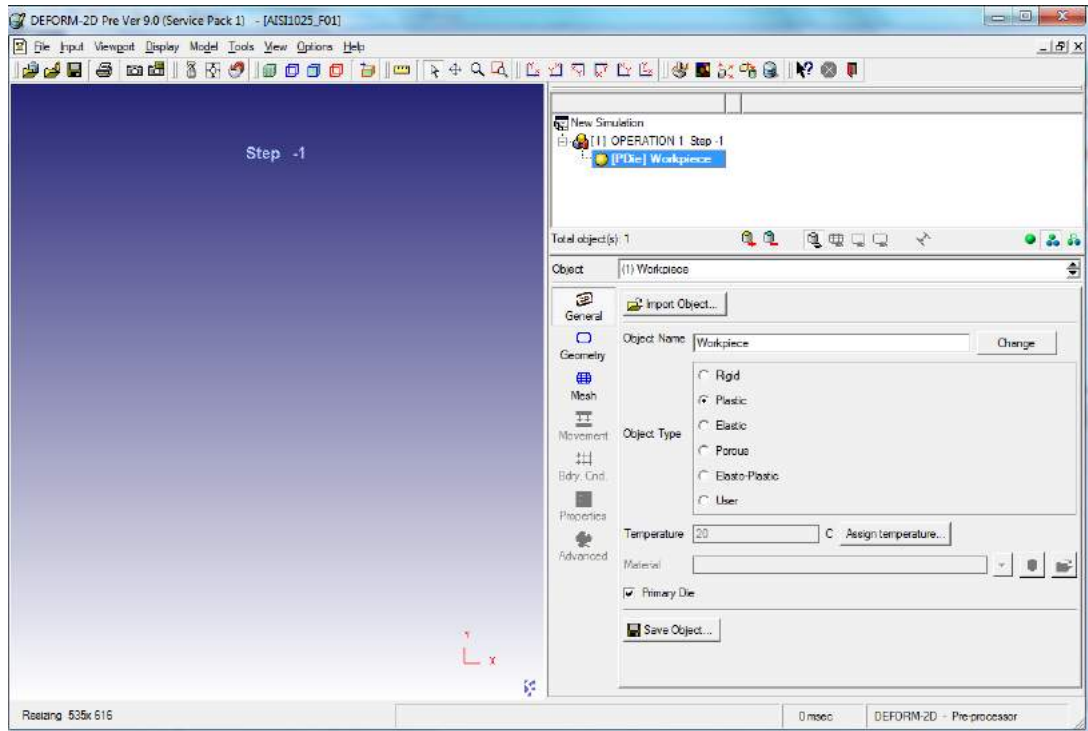 DEFORM-2D Pre Ver 9.0 (Service Pack 1) - [AISI1025_F01]
File Input Viewport Display Model Tools View Options Help
Step -1
New Simulation
[1] OPERATION 1 Step -1
[PDie] Workpiece
Total object(s): 1
Object (1) Workpiece
General
Import Object...
Object Name Workpiece Change
Geometry
Mesh
Movement
Bdry. Cnd.
Properties
Advanced
Object Type
Rigid
Plastic
Elastic
Porous
Elasto-Plastic
User
Temperature 20 C Assign temperature...
Material
Primary Die
Save Object...
Y
X
Resizing 535x 616
0 msec
DEFORM-2D - Pre-processor